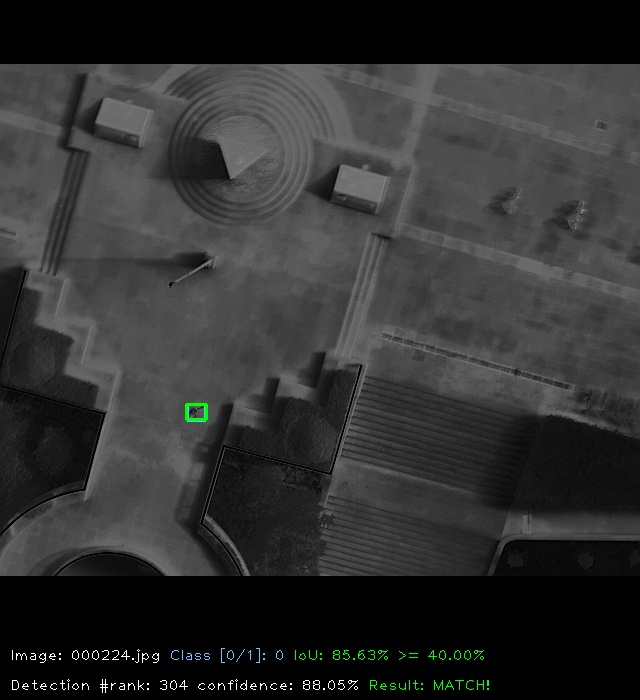 Image: 000224.jpg Class [0/1]: 0 IoU: 85.63% >= 40.00%
Detection #rank: 304 confidence: 88.05% Result: MATCH!